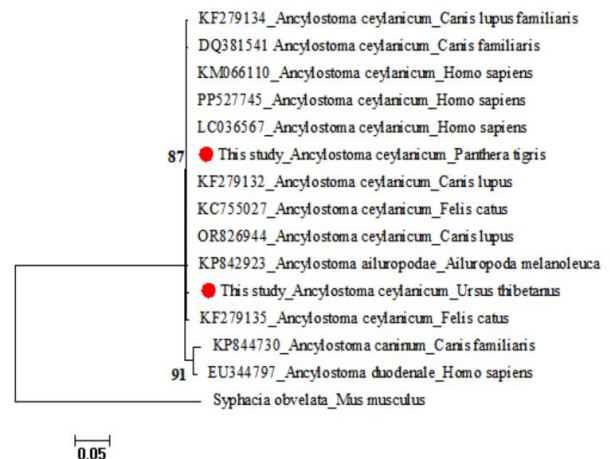 KF279134_Ancylostoma ceylanicum_Canis lupus familiaris
DQ381541 Ancylostoma ceylanicum_Canis familiaris
KM066110_Ancylostoma ceylanicum_Homo sapiens
PP527745_Ancylostoma ceylanicum_Homo sapiens
LC036567_Ancylostoma ceylanicum_Homo sapiens
87
This study_Ancylostoma ceylanicum_Panthera tigris
KF279132_Ancylostoma ceylanicum_Canis lupus
KC755027_Ancylostoma ceylanicum_Felis catus
OR826944_Ancylostoma ceylanicum_Canis lupus
KP842923_Ancylostoma ailuropodae_Ailuropoda melanoleuca
This study_Ancylostoma ceylanicum_Ursus thibetanus
KF279135_Ancylostoma ceylanicum_Felis catus
KP844730_Ancylostoma caninum_Canis familiaris
91
EU344797_Ancylostoma duodenale_Homo sapiens
Syphacia obvelata_Mus musculus
0.05